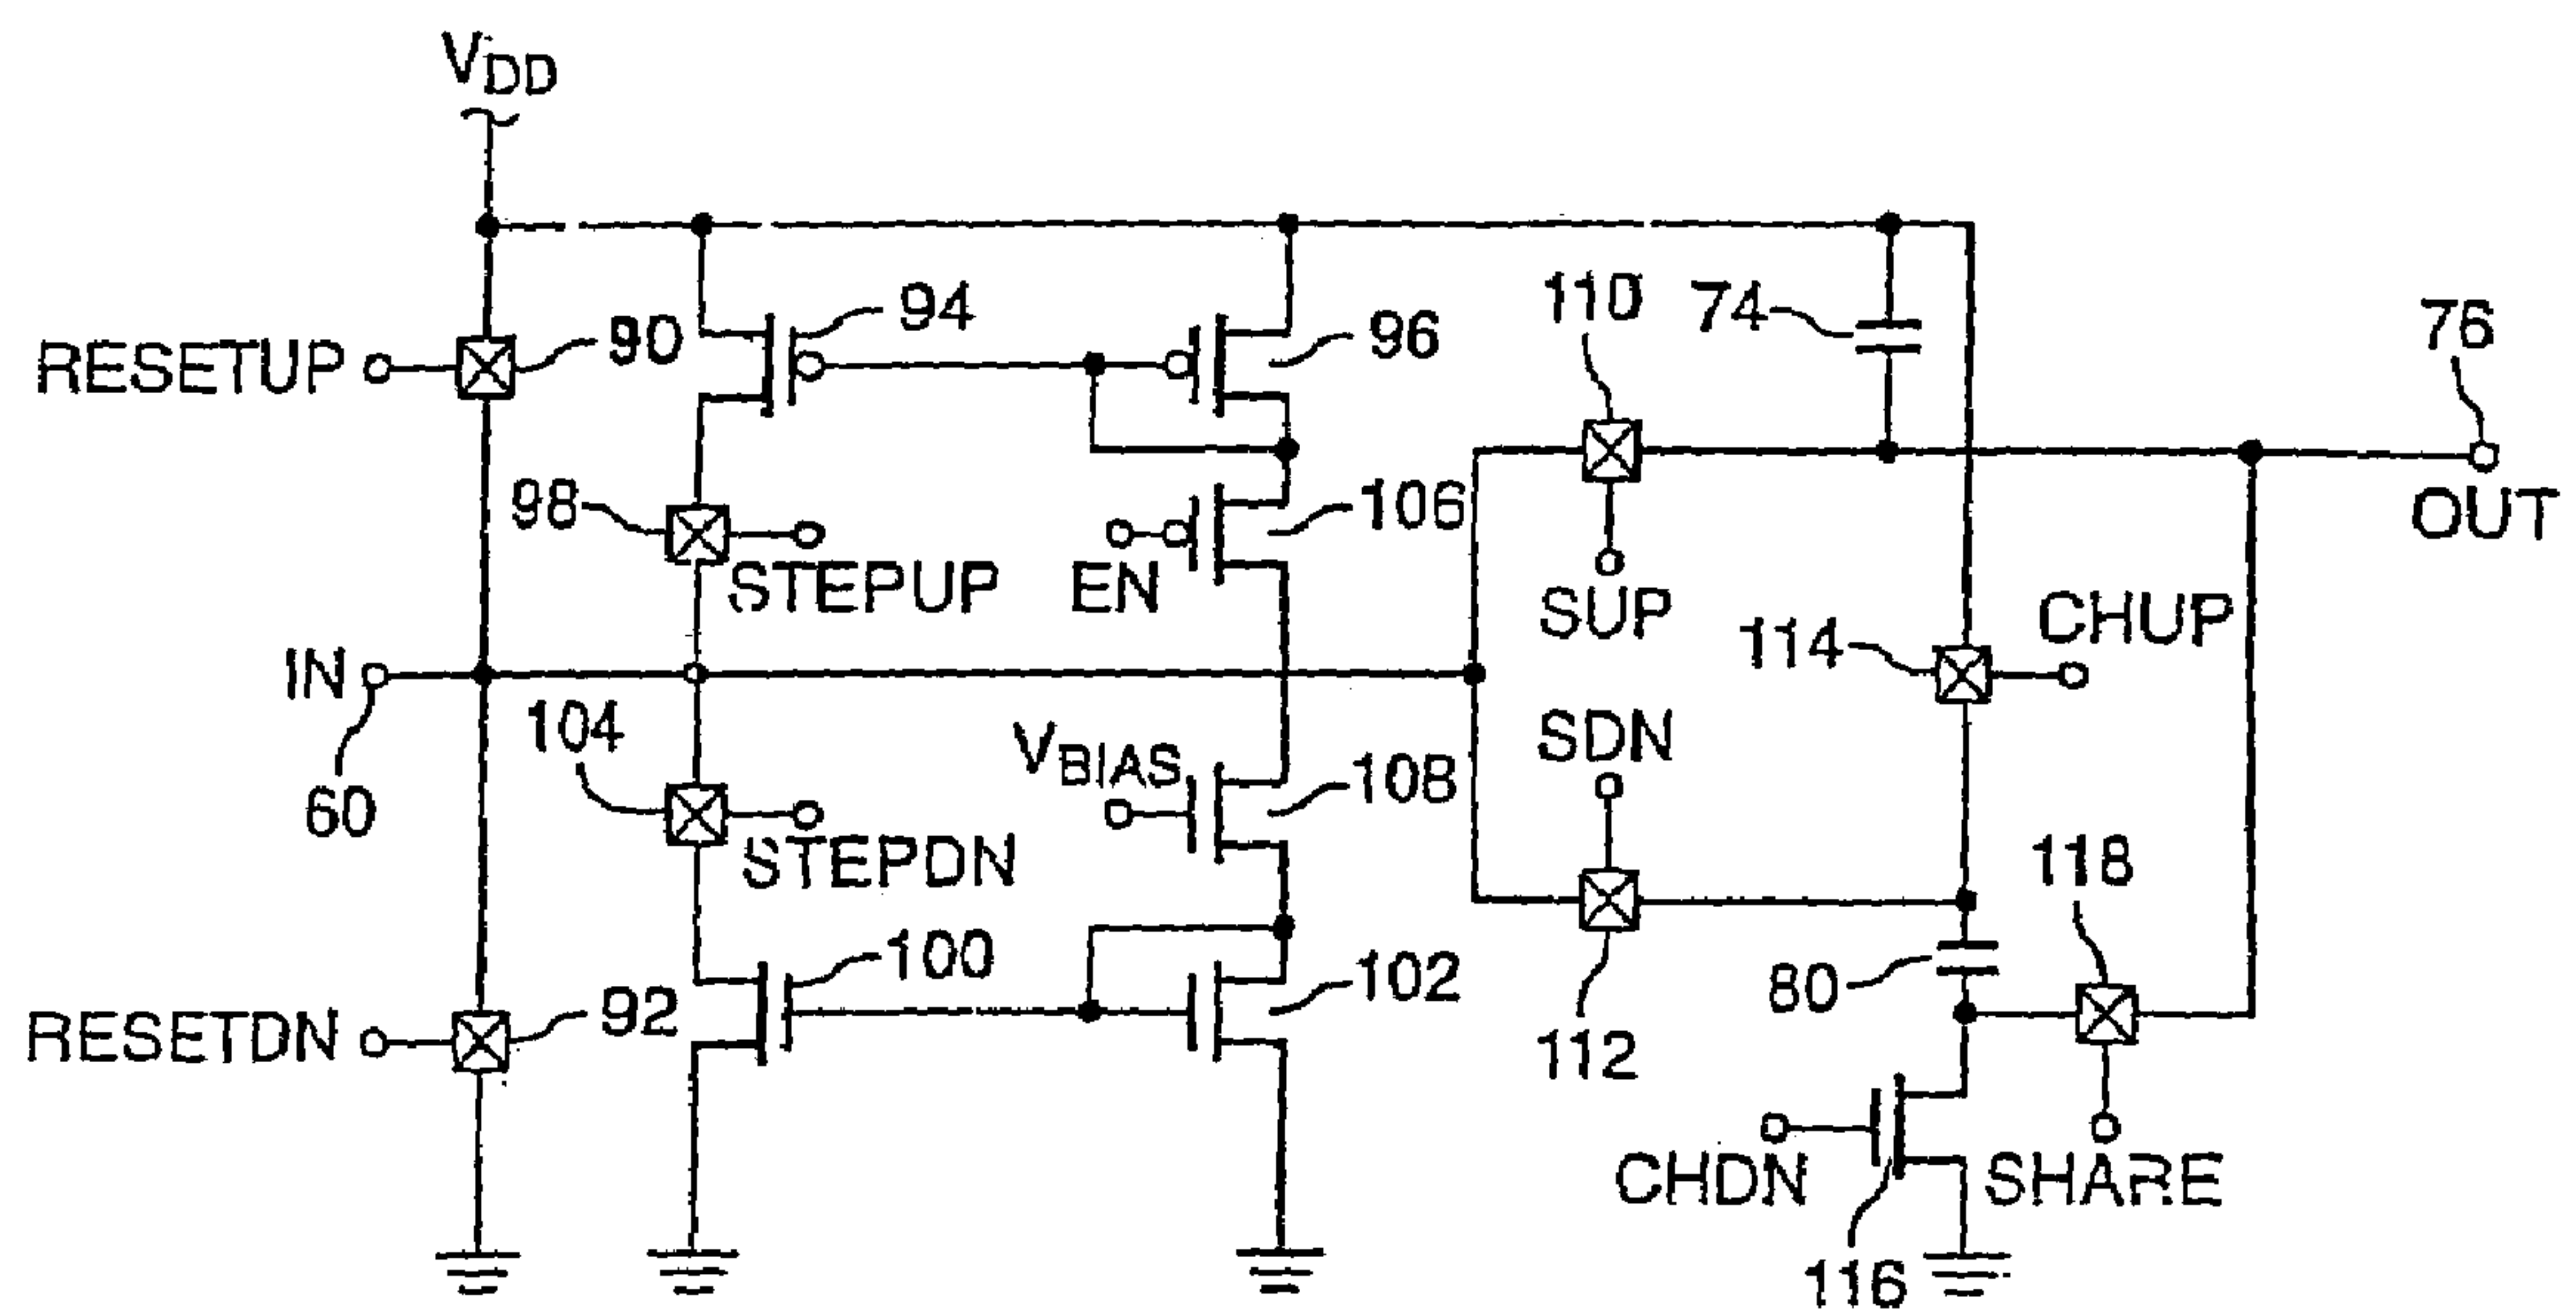 VDD
RESETUP
90
94
96
110
74
76
OUT
98
STEPUP
EN
106
SUP
114
CHUP
IN
60
104
STEPDN
VBIAS
108
SDN
112
118
80
100
102
RESETDN
92
CHDN
116
SHARE